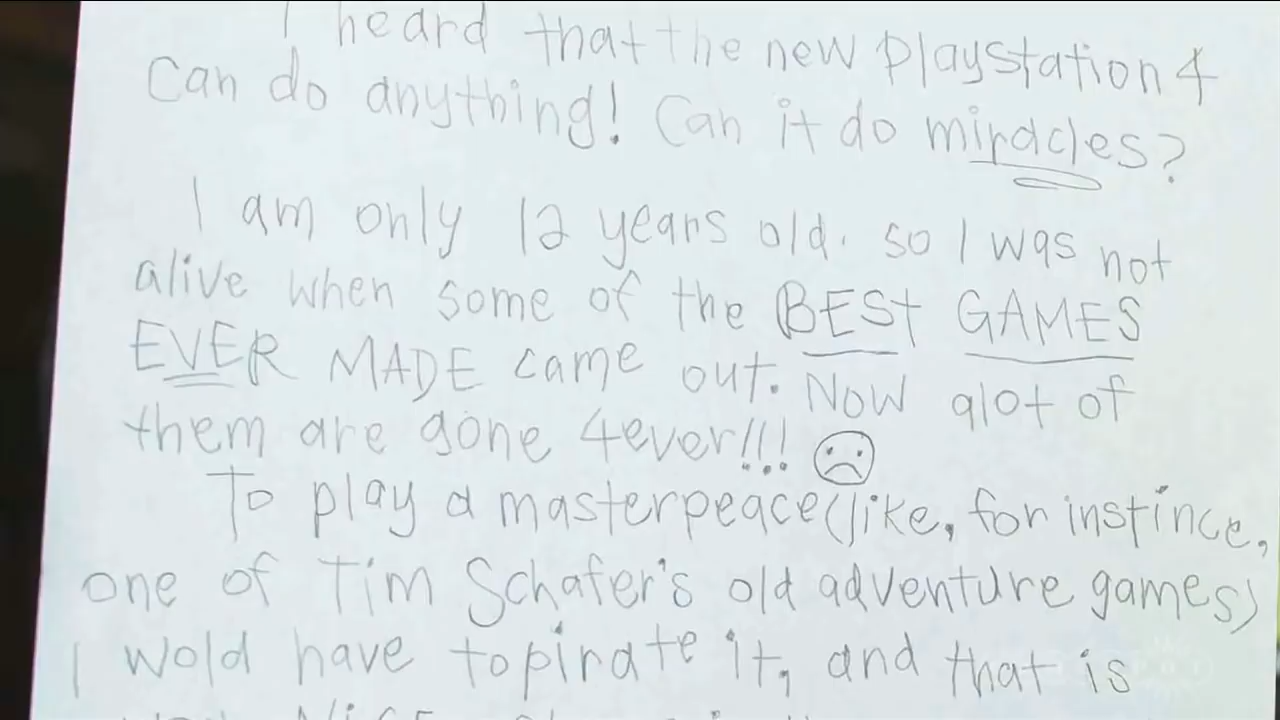 I heard that the new playstation 4
Can do anything! Can it do miracles?
I am only 12 years old. so I was not
alive when some of the BEST GAMES
EVER MADE came out. Now alot of
them are gone 4ever!!!
To play a masterpeace (like, for instince,
one of Tim Schafer's old adventure games)
I wold have to pirate it, and that is